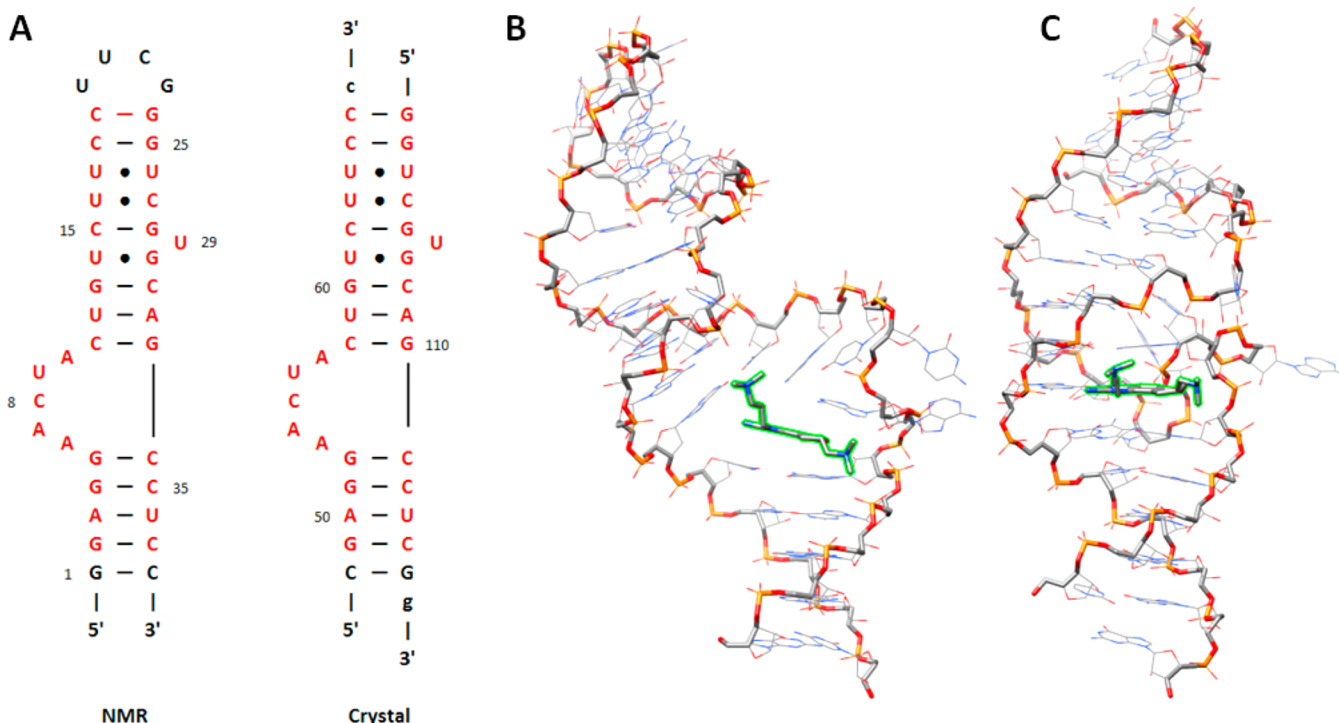 A
U C
U G
C – G
C – G 25
U • U
U • C
15 C – G
U 29
U • G
G – C
U – A
C – G
A
U
8 C
A
A
G – C
G – C 35
A – U
G – C
1 G – C
5' 3'
NMR
3'
5'
c
C – G
C – G
U • U
U • C
C – G
U
U • G
60 G – C
U – A
C – G 110
A
U
C
A
A
G – C
G – C
50 A – U
G – C
C – G
g
5'
3'
Crystal
B
C